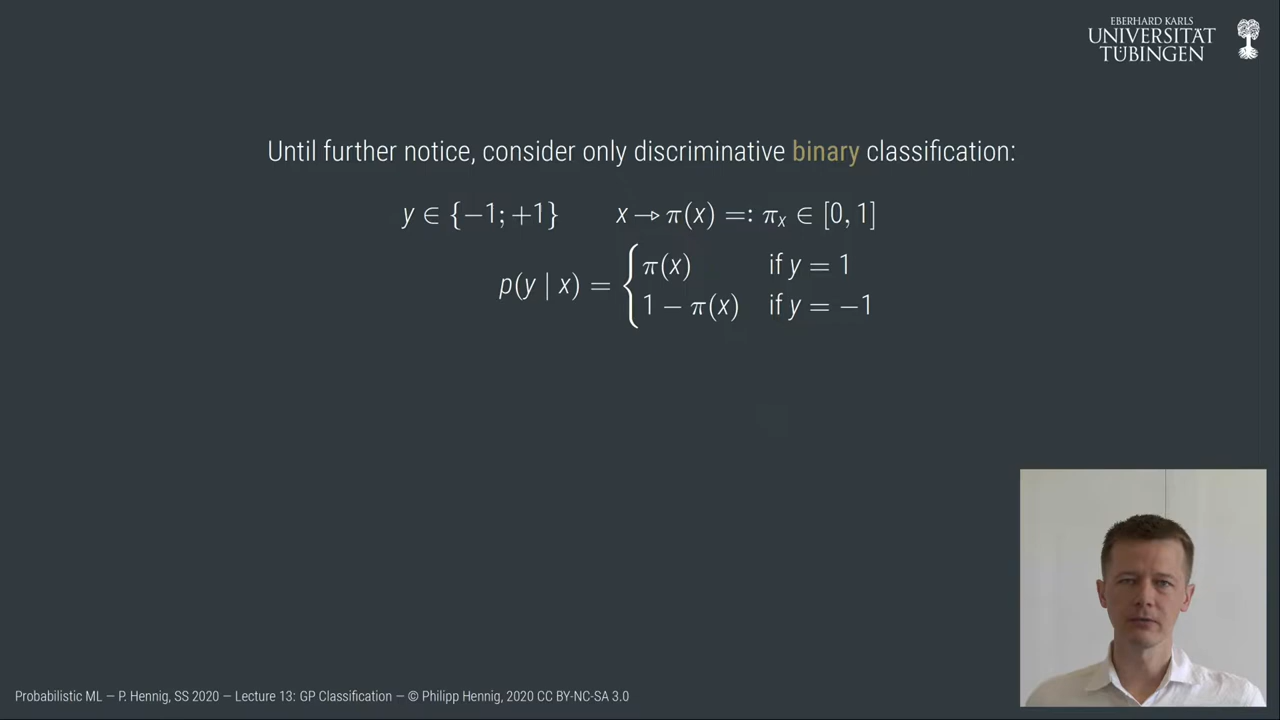 EBERHARD KARLS
UNIVERSITÄT
TÜBINGEN
Until further notice, consider only discriminative binary classification:
y ∈ {−1; +1} x → π(x) =: πₓ ∈ [0, 1]
p(y | x) = { π(x) if y = 1
1 − π(x) if y = −1
Probabilistic ML — P. Hennig, SS 2020 — Lecture 13: GP Classification — © Philipp Hennig, 2020 CC BY-NC-SA 3.0